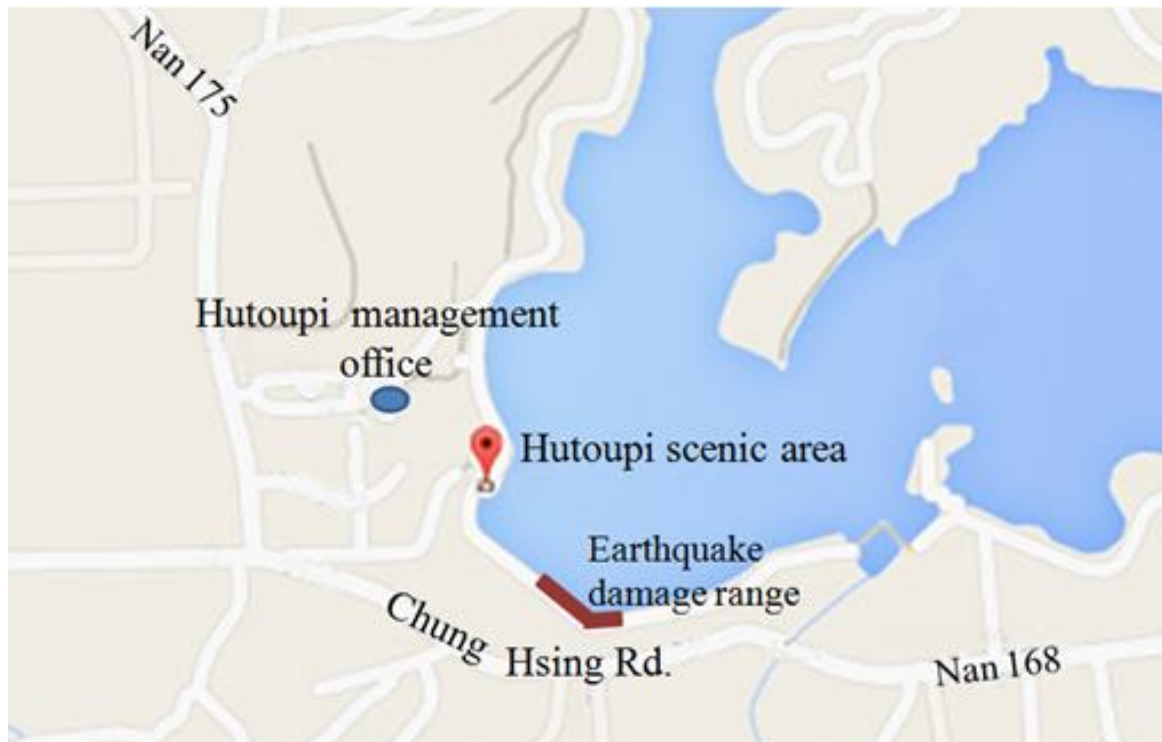 Nan 175
Hutoupi management
office
Hutoupi scenic area
Earthquake
damage range
Chung
Hsing Rd.
Nan 168